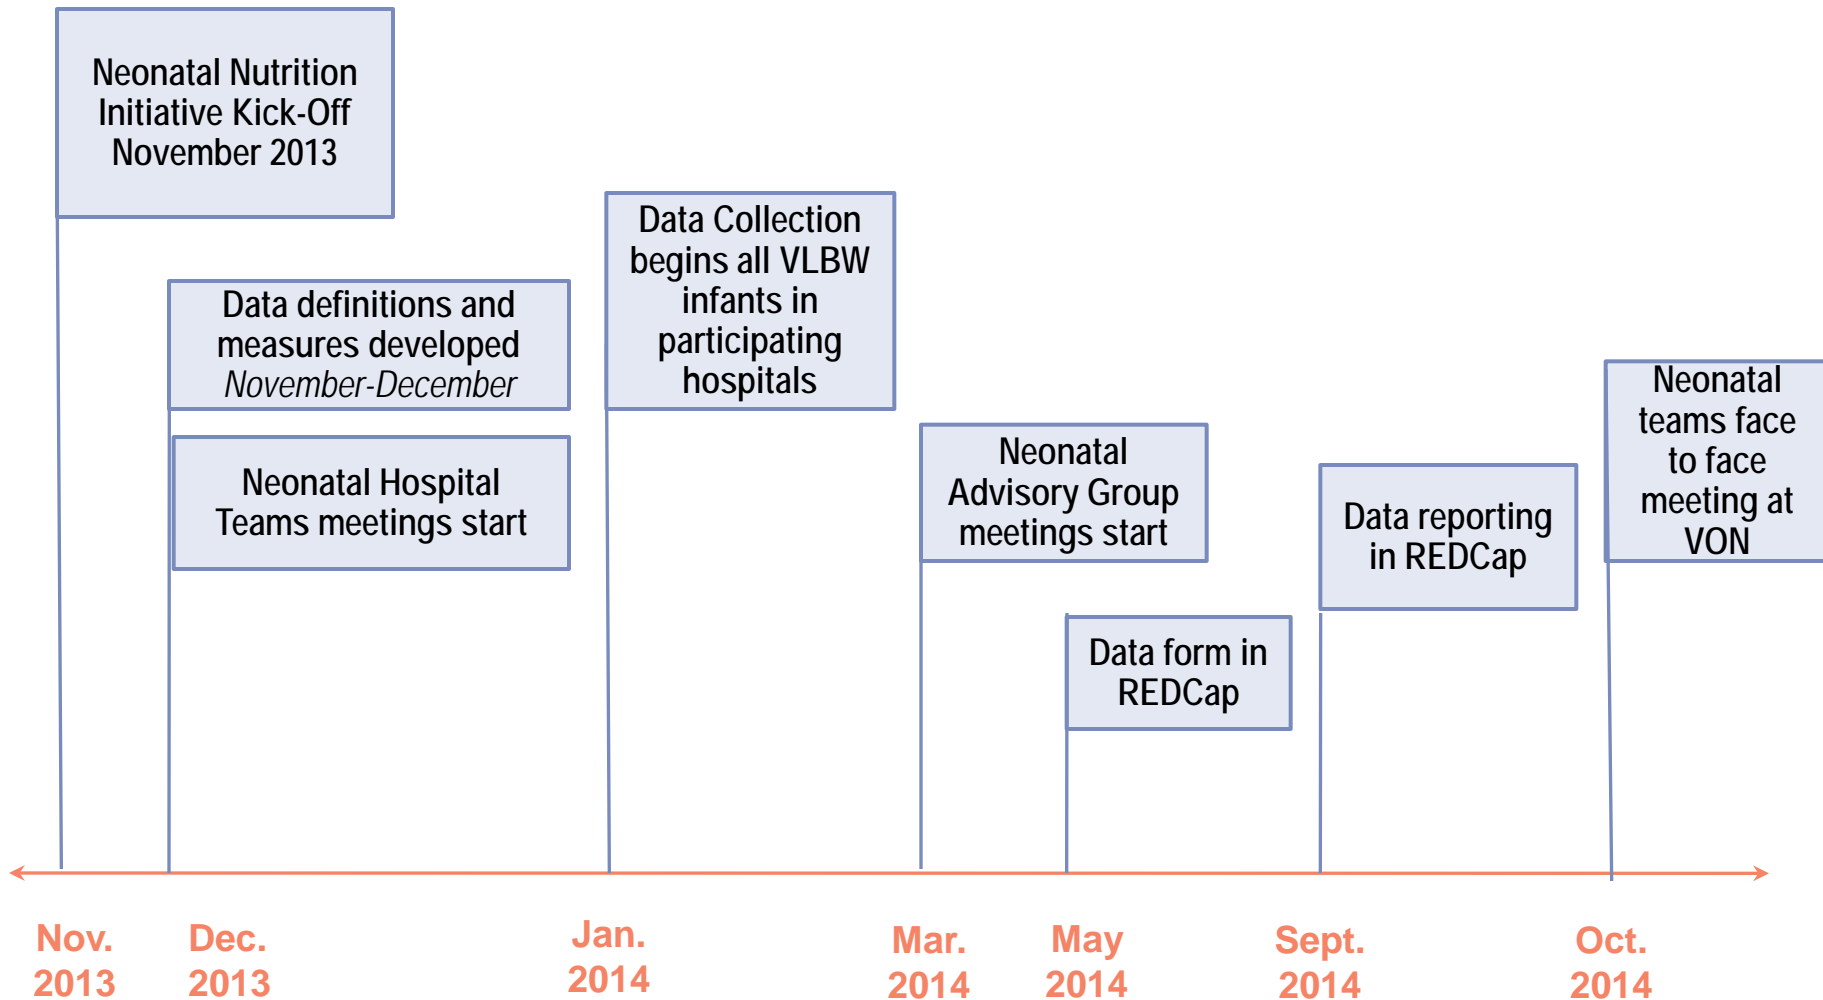 Neonatal Nutrition
Initiative Kick-Off
November 2013
Data definitions and
measures developed
November-December
Neonatal Hospital
Teams meetings start
Data Collection
begins all VLBW
infants in
participating
hospitals
Neonatal
Advisory Group
meetings start
Data form in
REDCap
Data reporting
in REDCap
Neonatal
teams face
to face
meeting at
VON
Nov.
2013
Dec.
2013
Jan.
2014
Mar.
2014
May
2014
Sept.
2014
Oct.
2014